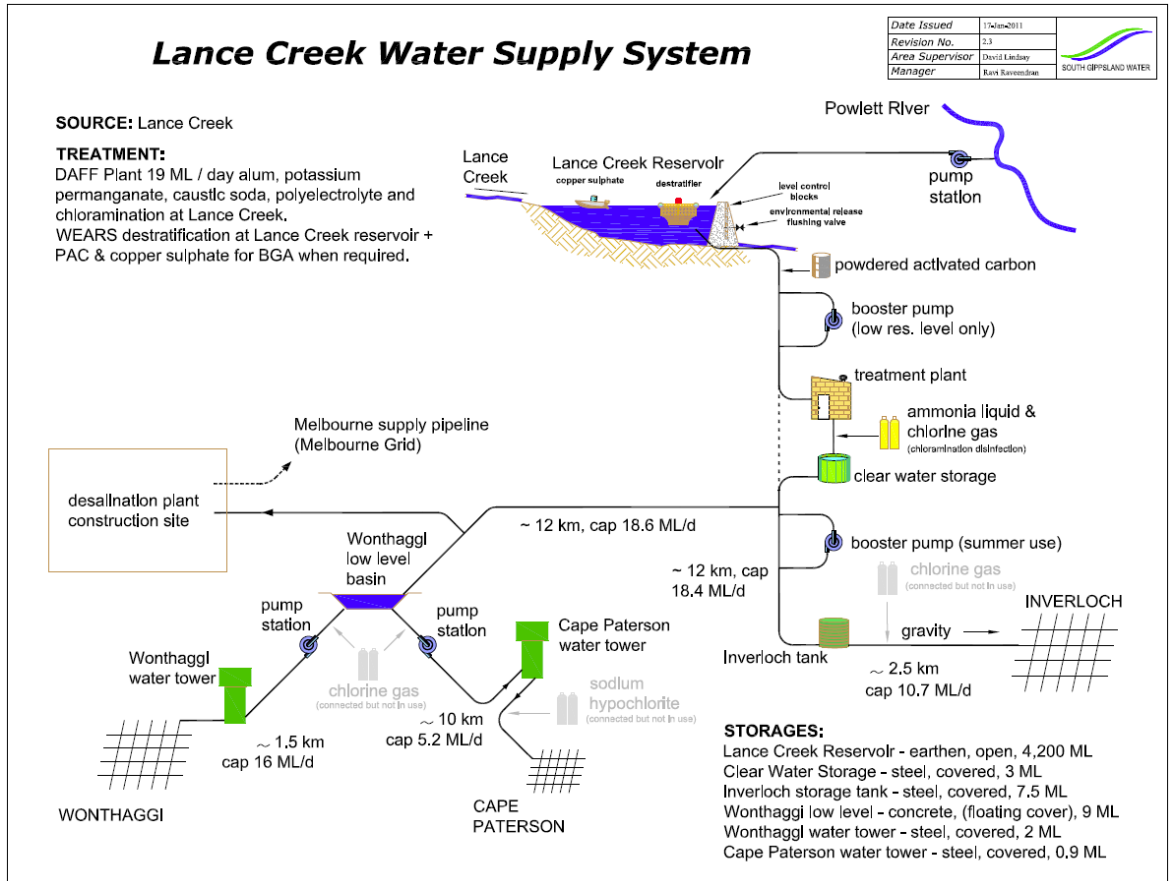 Lance Creek Water Supply System
Date Issued 17-Jan-2011
Revision No. 2.3
Area Supervisor David Lindsay
Manager Ravi Raveendran
SOUTH GIPPSLAND WATER
SOURCE: Lance Creek
TREATMENT:
DAFF Plant 19 ML / day alum, potassium
permanganate, caustic soda, polyelectrolyte and
chloramination at Lance Creek.
WEARS destratification at Lance Creek reservoir +
PAC & copper sulphate for BGA when required.
Powlett River
Lance
Creek
Lance Creek Reservoir
copper sulphate
destratifier
level control
blocks
environmental release
flushing valve
pump
station
powdered activated carbon
booster pump
(low res. level only)
treatment plant
ammonia liquid &
chlorine gas
(chloramination disinfection)
clear water storage
Melbourne supply pipeline
(Melbourne Grid)
desalination plant
construction site
~ 12 km, cap 18.6 ML/d
Wonthaggi
low level
basin
booster pump (summer use)
~ 12 km, cap
18.4 ML/d
chlorine gas
(connected but not in use)
INVERLOCH
gravity
Inverloch tank
~ 2.5 km
cap 10.7 ML/d
pump
station
pump
station
Cape Paterson
water tower
Wonthaggi
water tower
chlorine gas
(connected but not in use)
sodium
hypochlorite
(connected but not in use)
~ 10 km
cap 5.2 ML/d
~ 1.5 km
cap 16 ML/d
WONTHAGGI
CAPE
PATERSON
STORAGES:
Lance Creek Reservoir - earthen, open, 4,200 ML
Clear Water Storage - steel, covered, 3 ML
Inverloch storage tank - steel, covered, 7.5 ML
Wonthaggi low level - concrete, (floating cover), 9 ML
Wonthaggi water tower - steel, covered, 2 ML
Cape Paterson water tower - steel, covered, 0.9 ML